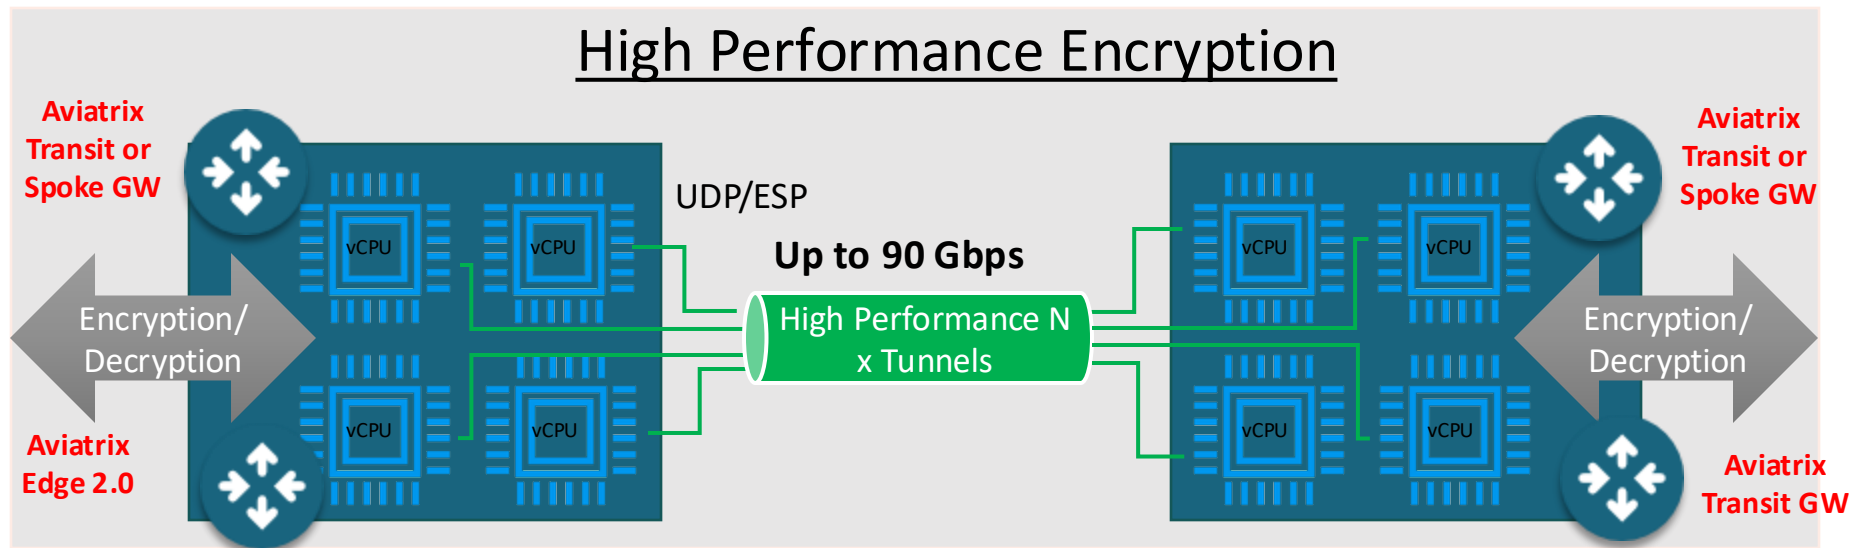 High Performance Encryption
Aviatrix
Transit or
Spoke GW
Encryption/
Decryption
Aviatrix
Edge 2.0
vCPU
vCPU
vCPU
vCPU
UDP/ESP
Up to 90 Gbps
High Performance N
x Tunnels
vCPU
vCPU
vCPU
vCPU
Aviatrix
Transit or
Spoke GW
Encryption/
Decryption
Aviatrix
Transit GW